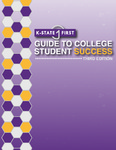 K-STATE FIRST
GUIDE TO COLLEGE
STUDENT SUCCESS
THIRD EDITION